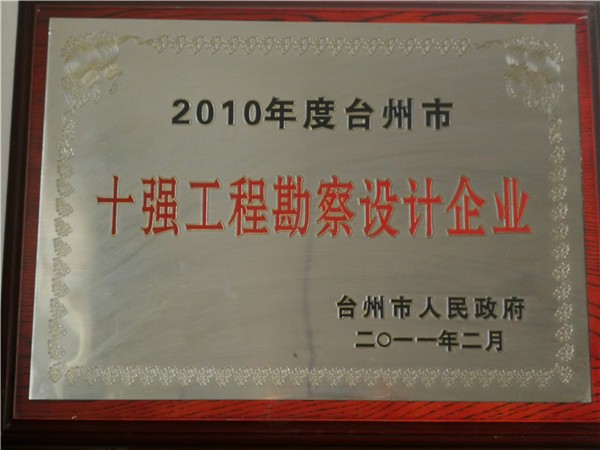 2010年度台州市
十强工程勘察设计企业
台州市人民政府
二〇一一年二月